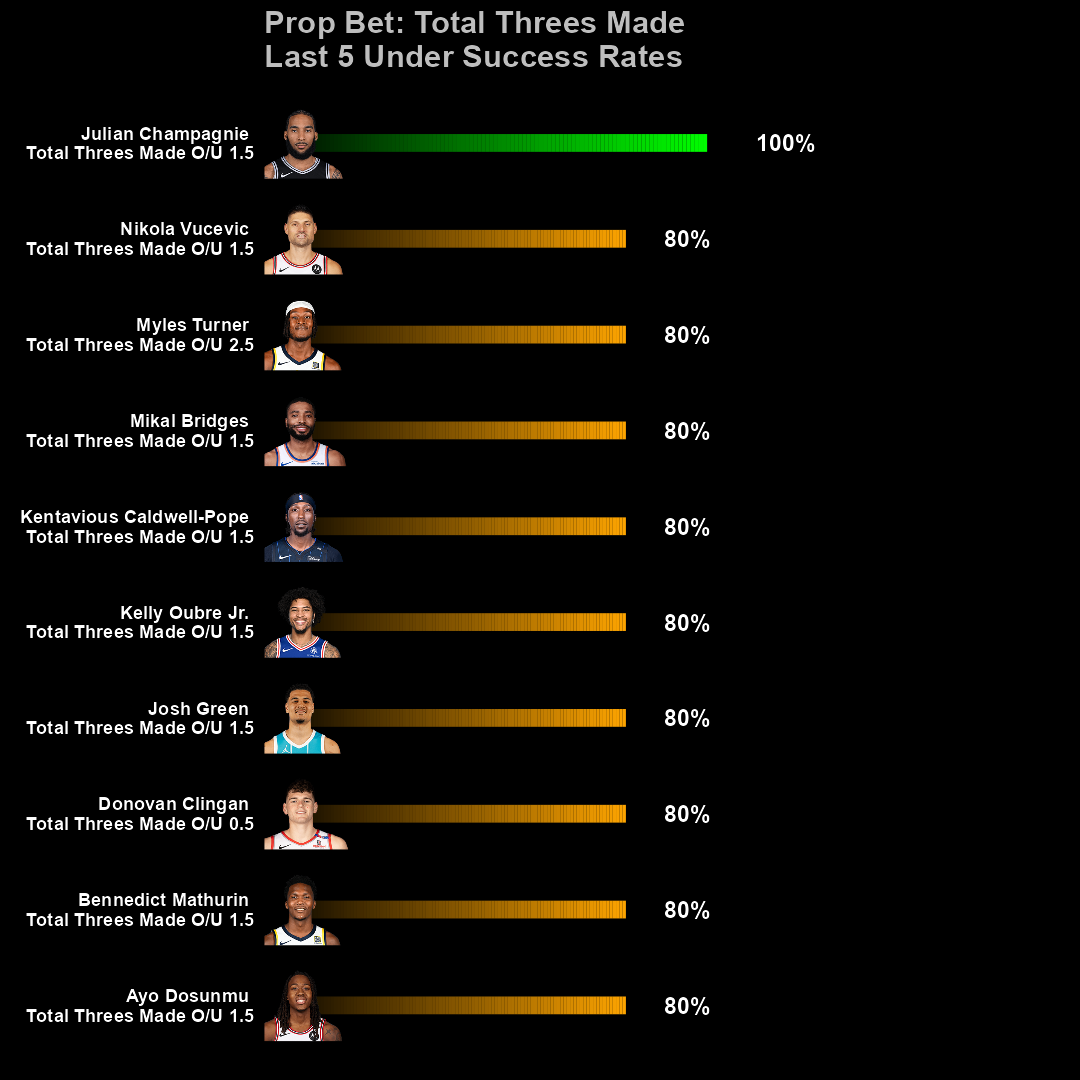 Prop Bet: Total Threes Made
Last 5 Under Success Rates
Julian Champagnie
Total Threes Made O/U 1.5
100%
Nikola Vucevic
Total Threes Made O/U 1.5
80%
Myles Turner
Total Threes Made O/U 2.5
80%
Mikal Bridges
Total Threes Made O/U 1.5
80%
Kentavious Caldwell-Pope
Total Threes Made O/U 1.5
80%
Kelly Oubre Jr.
Total Threes Made O/U 1.5
80%
Josh Green
Total Threes Made O/U 1.5
80%
Donovan Clingan
Total Threes Made O/U 0.5
80%
Bennedict Mathurin
Total Threes Made O/U 1.5
80%
Ayo Dosunmu
Total Threes Made O/U 1.5
80%